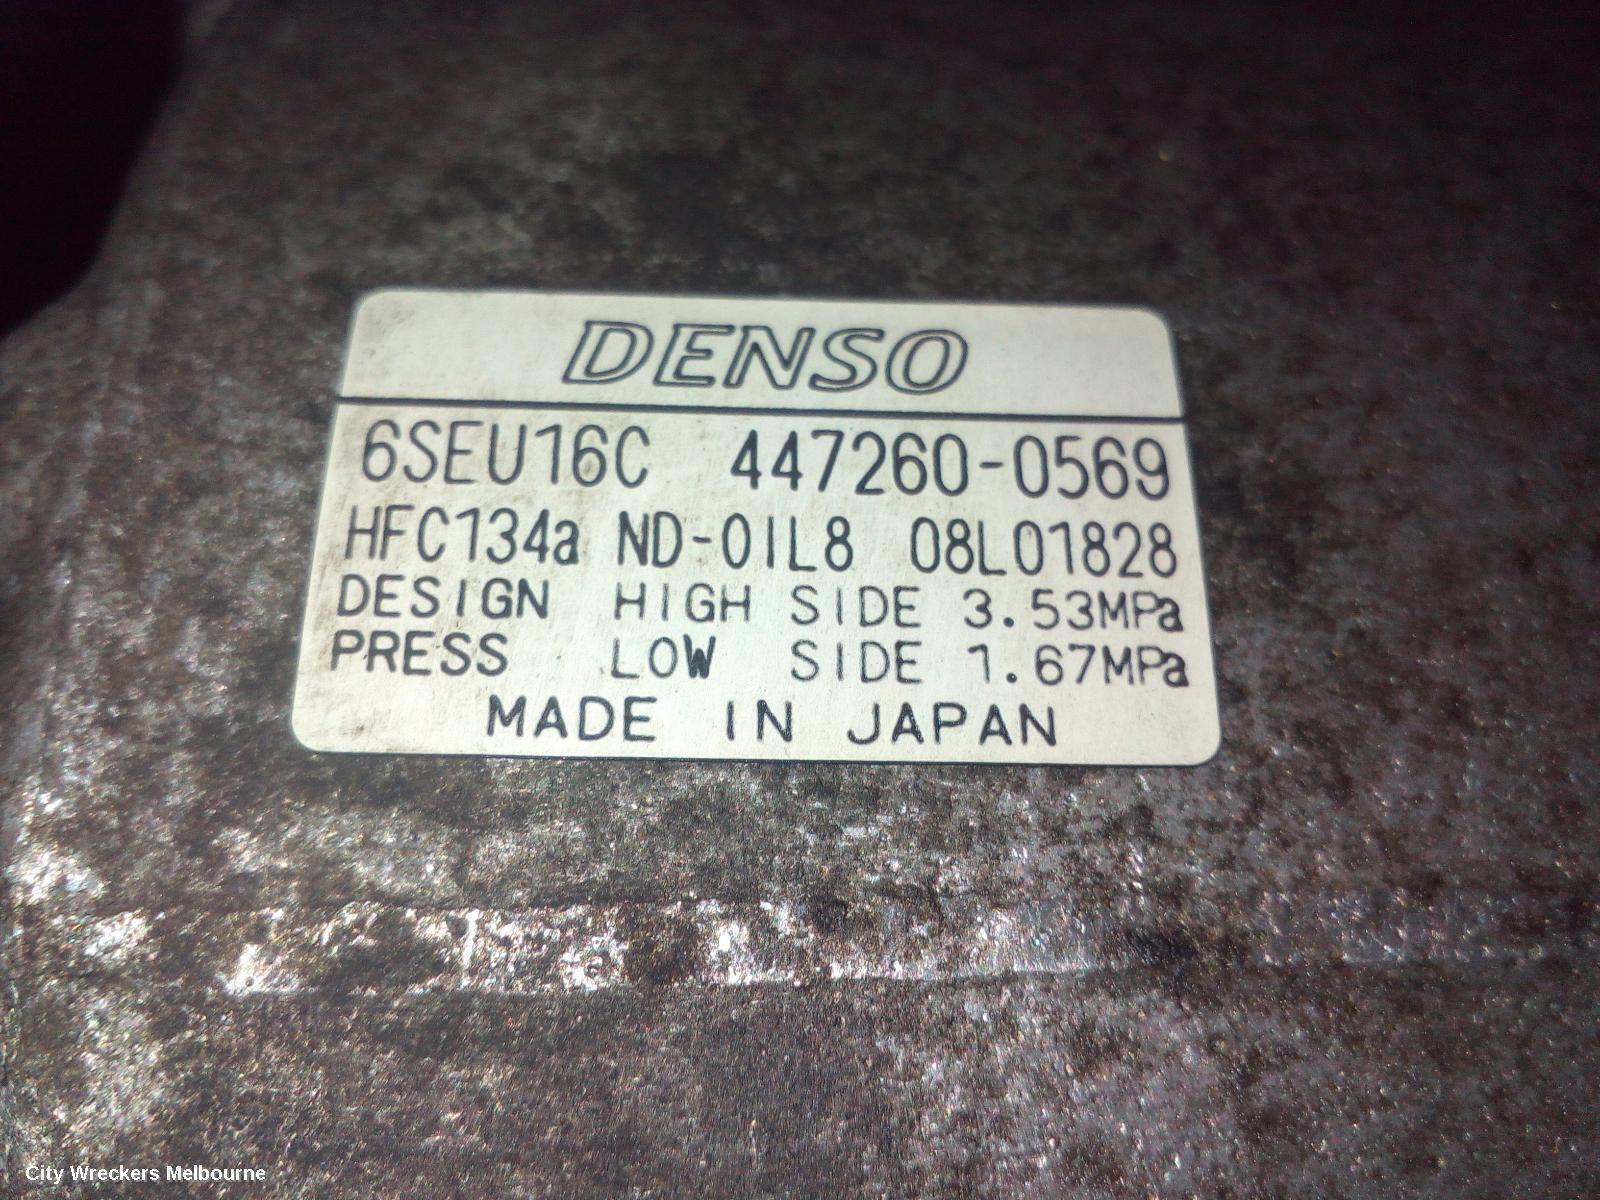 DENSO
6SEU16C 447260-0569
HFC134a ND-OIL8 08L01828
DESIGN HIGH SIDE 3.53MPa
PRESS LOW SIDE 1.67MPa
MADE IN JAPAN
City Wreckers Melbourne